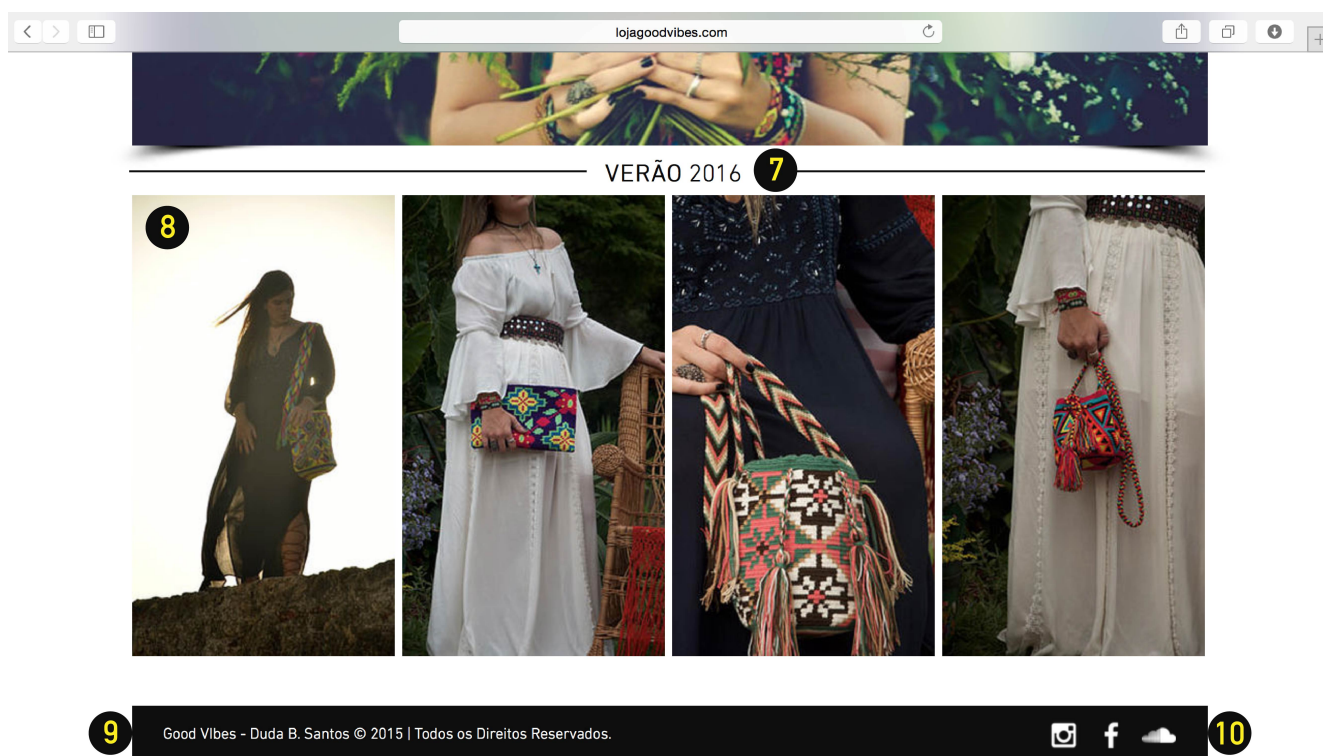 lojagoodvibes.com
VERÃO 2016 7
8
9 Good VIbes - Duda B. Santos © 2015 | Todos os Direitos Reservados. 10